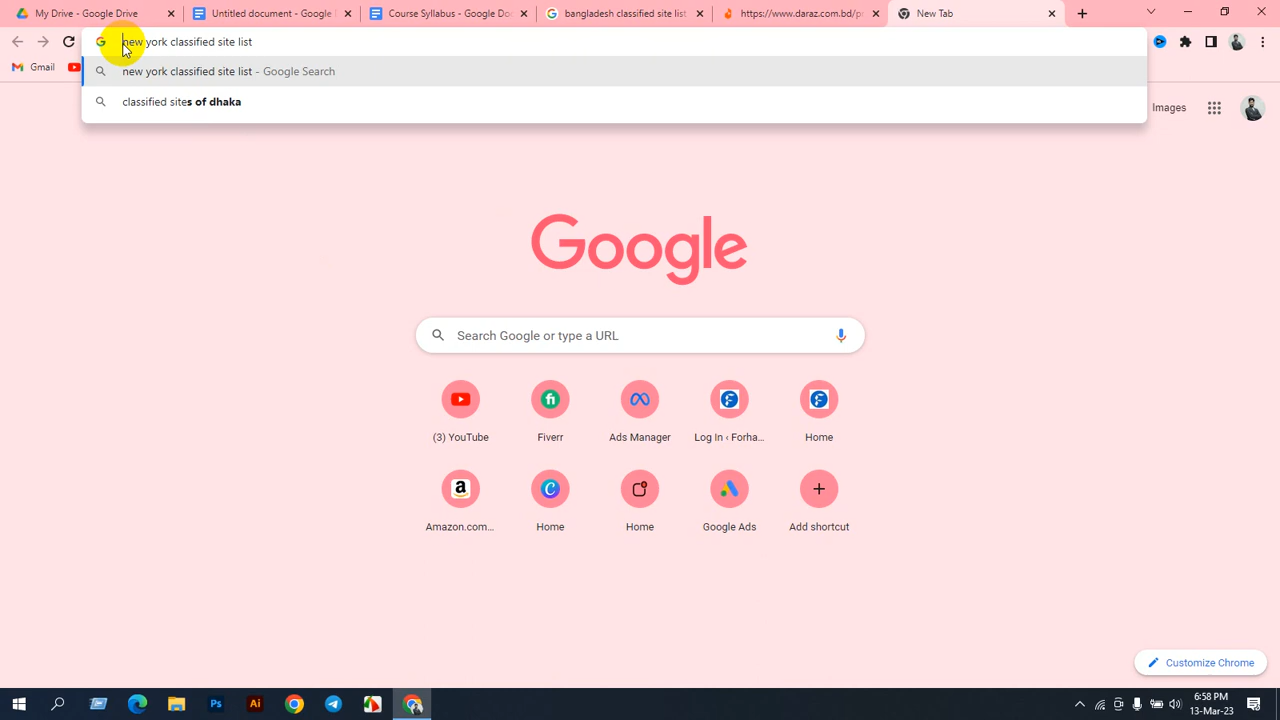 My Drive - Google Drive
Untitled document - Google
Course Syllabus - Google Doc
bangladesh classified site list
https://www.daraz.com.bd/po
New Tab
new york classified site list
Gmail
new york classified site list - Google Search
classified sites of dhaka
Images
Google
Search Google or type a URL
(3) YouTube
Fiverr
Ads Manager
Log In ‹ Forha...
Home
Amazon.com...
Home
Home
Google Ads
Add shortcut
Customize Chrome
6:58 PM
13-Mar-23